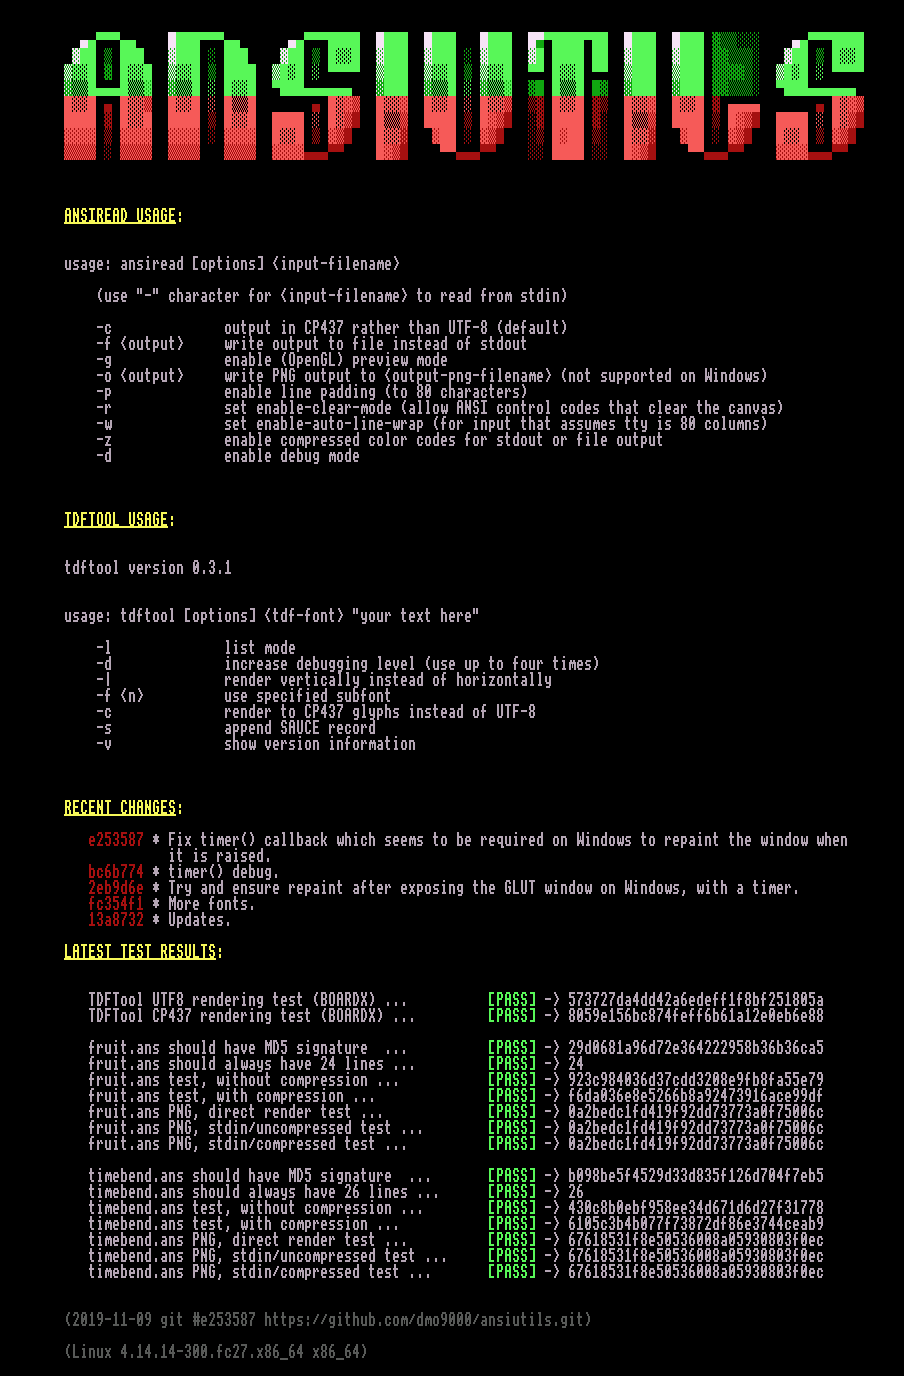 ANSIUTILS
ANSIREAD USAGE:
usage: ansiread [options] <input-filename>
(use "-" character for <input-filename> to read from stdin)
-c output in CP437 rather than UTF-8 (default)
-f <output> write output to file instead of stdout
-g enable (OpenGL) preview mode
-o <output> write PNG output to <output-png-filename> (not supported on Windows)
-p enable line padding (to 80 characters)
-r set enable-clear-mode (allow ANSI control codes that clear the canvas)
-w set enable-auto-line-wrap (for input that assumes tty is 80 columns)
-z enable compressed color codes for stdout or file output
-d enable debug mode
TDFTOOL USAGE:
tdftool version 0.3.1
usage: tdftool [options] <tdf-font> "your text here"
-l list mode
-d increase debugging level (use up to four times)
-| render vertically instead of horizontally
-f <n> use specified subfont
-c render to CP437 glyphs instead of UTF-8
-s append SAUCE record
-v show version information
RECENT CHANGES:
e253587 * Fix timer() callback which seems to be required on Windows to repaint the window when
it is raised.
bc6b774 * timer() debug.
2eb9d6e * Try and ensure repaint after exposing the GLUT window on Windows, with a timer.
fc354f1 * More fonts.
13a8732 * Updates.
LATEST TEST RESULTS:
TDFTool UTF8 rendering test (BOARDX) ... [PASS] -> 573727da4dd42a6edeff1f8bf251805a
TDFTool CP437 rendering test (BOARDX) ... [PASS] -> 8059e156bc874feff6b61a12e0eb6e88
fruit.ans should have MD5 signature ... [PASS] -> 29d0681a96d72e364222958b36b36ca5
fruit.ans should always have 24 lines ... [PASS] -> 24
fruit.ans test, without compression ... [PASS] -> 923c984036d37cdd3208e9fb8fa55e79
fruit.ans test, with compression ... [PASS] -> f6da036e8e5266b8a92473916ace99df
fruit.ans PNG, direct render test ... [PASS] -> 0a2bedc1fd419f92dd73773a0f75006c
fruit.ans PNG, stdin/uncompressed test ... [PASS] -> 0a2bedc1fd419f92dd73773a0f75006c
fruit.ans PNG, stdin/compressed test ... [PASS] -> 0a2bedc1fd419f92dd73773a0f75006c
timebend.ans should have MD5 signature ... [PASS] -> b098be5f4529d33d835f126d704f7eb5
timebend.ans should always have 26 lines ... [PASS] -> 26
timebend.ans test, without compression ... [PASS] -> 430c8b0ebf958ee34d671d6d27f31778
timebend.ans test, with compression ... [PASS] -> 6105c3b4b077f73872df86e3744ceab9
timebend.ans PNG, direct render test ... [PASS] -> 67618531f8e50536008a05930803f0ec
timebend.ans PNG, stdin/uncompressed test ... [PASS] -> 67618531f8e50536008a05930803f0ec
timebend.ans PNG, stdin/compressed test ... [PASS] -> 67618531f8e50536008a05930803f0ec
(2019-11-09 git #e253587 https://github.com/dmo9000/ansiutils.git)
(Linux 4.14.14-300.fc27.x86_64 x86_64)